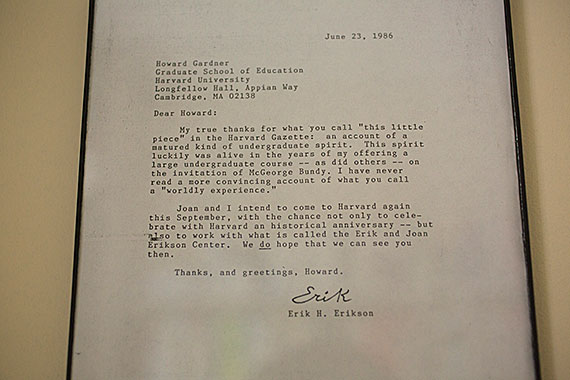 June 23, 1986
Howard Gardner
Graduate School of Education
Harvard University
Longfellow Hall, Appian Way
Cambridge, MA 02138
Dear Howard:
My true thanks for what you call "this little
piece" in the Harvard Gazette: an account of a
matured kind of undergraduate spirit. This spirit
luckily was alive in the years of my offering a
large undergraduate course -- as did others -- on
the invitation of McGeorge Bundy. I have never
read a more convincing account of what you call
a "worldly experience."
Joan and I intend to come to Harvard again
this September, with the chance not only to cele-
brate with Harvard an historical anniversary -- but
also to work with what is called the Erik and Joan
Erikson Center. We do hope that we can see you
then.
Thanks, and greetings, Howard.
Erik
Erik H. Erikson